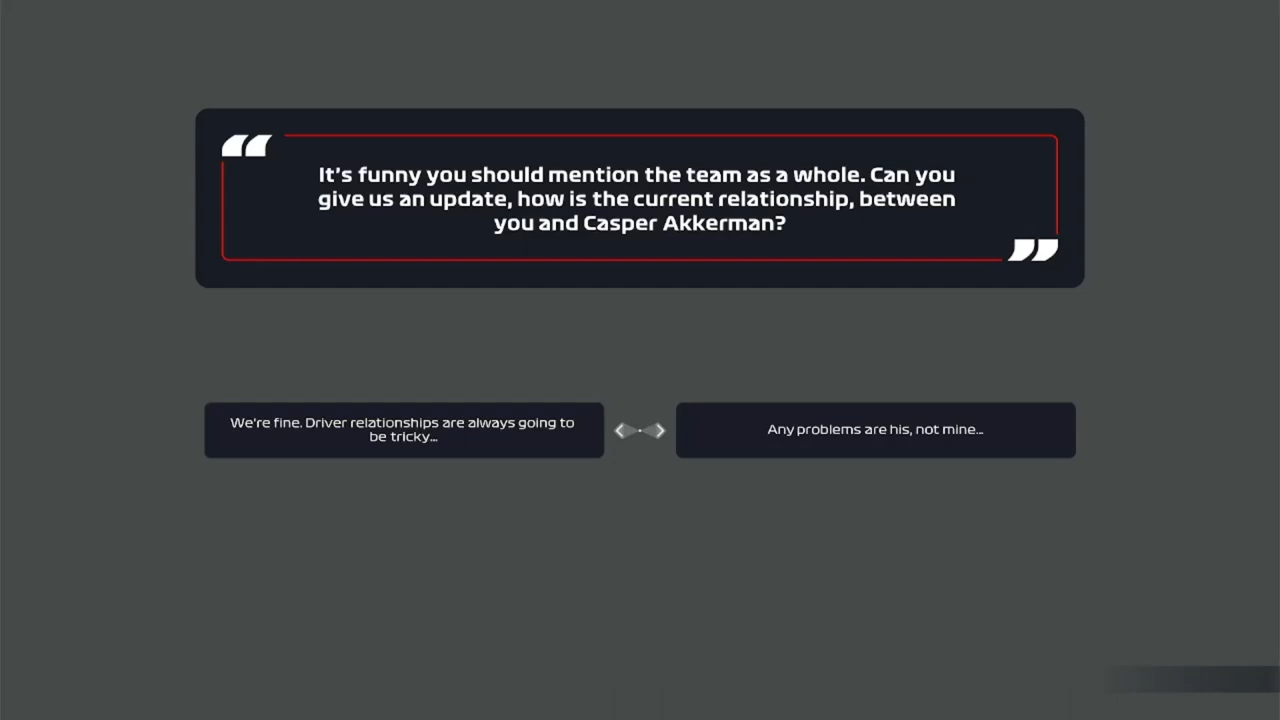 It's funny you should mention the team as a whole. Can you
give us an update, how is the current relationship, between
you and Casper Akkerman?
We're fine. Driver relationships are always going to
be tricky...
Any problems are his, not mine...